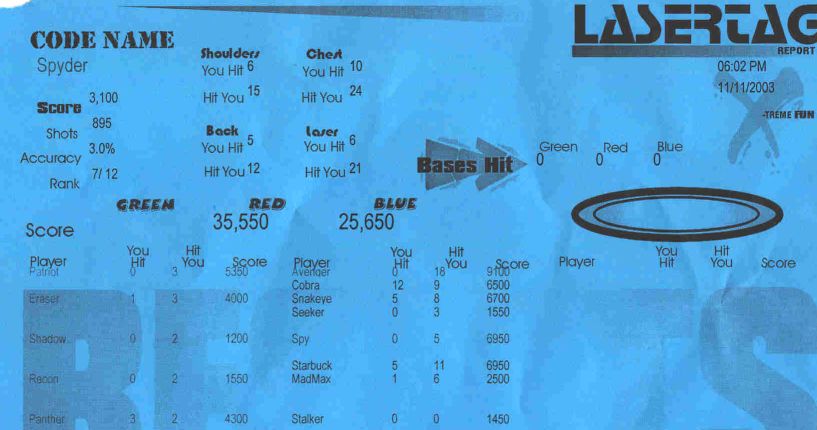 LASERTAG
REPORT
CODE NAME
Spyder
06:02 PM
11/11/2003
X
-TREME FUN
Score 3,100
Shots 895
Accuracy 3.0%
Rank 7/ 12
Shoulders
You Hit 6
Hit You 15
Chest
You Hit 10
Hit You 24
Back
You Hit 5
Hit You 12
Laser
You Hit 6
Hit You 21
Bases Hit
Green Red Blue
0 0 0
GREEN RED BLUE
Score 35,550 25,650
Player You Hit Hit You Score Player You Hit Hit You Score Player You Hit Hit You Score
Patriot 0 3 5350 Avenger 0 18 9100
Cobra 12 9 6500
Eraser 1 3 4000 Snakeye 5 8 6700
Seeker 0 3 1550
Shadow 0 2 1200 Spy 0 5 6950
Starbuck 5 11 6950
Recon 0 2 1550 MadMax 1 6 2500
Panther 3 2 4300 Stalker 0 0 1450